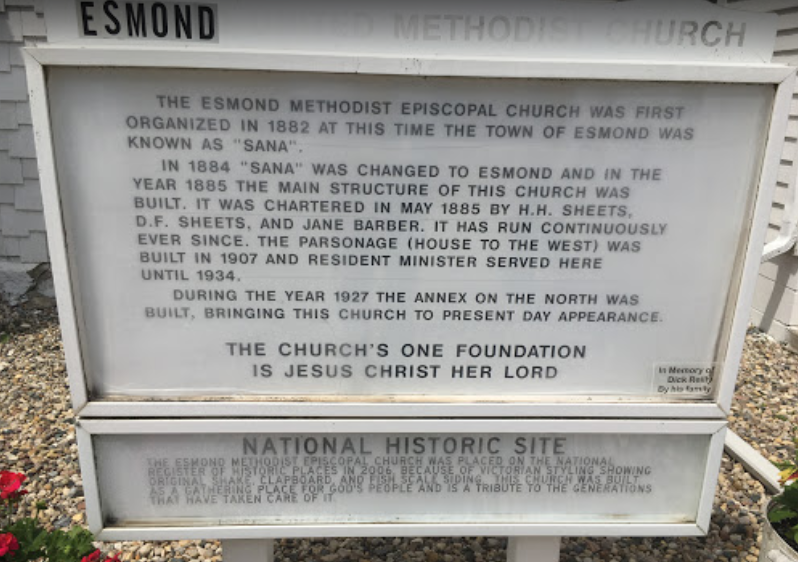 ESMOND UNITED METHODIST CHURCH
THE ESMOND METHODIST EPISCOPAL CHURCH WAS FIRST
ORGANIZED IN 1882 AT THIS TIME THE TOWN OF ESMOND WAS
KNOWN AS "SANA".
IN 1884 "SANA" WAS CHANGED TO ESMOND AND IN THE
YEAR 1885 THE MAIN STRUCTURE OF THIS CHURCH WAS
BUILT. IT WAS CHARTERED IN MAY 1885 BY H.H. SHEETS,
D.F. SHEETS, AND JANE BARBER. IT HAS RUN CONTINUOUSLY
EVER SINCE. THE PARSONAGE (HOUSE TO THE WEST) WAS
BUILT IN 1907 AND RESIDENT MINISTER SERVED HERE
UNTIL 1934.
DURING THE YEAR 1927 THE ANNEX ON THE NORTH WAS
BUILT, BRINGING THIS CHURCH TO PRESENT DAY APPEARANCE.
THE CHURCH'S ONE FOUNDATION
IS JESUS CHRIST HER LORD
In Memory of
Dick Reilly
By his family
NATIONAL HISTORIC SITE
THE ESMOND METHODIST EPISCOPAL CHURCH WAS PLACED ON THE NATIONAL
REGISTER OF HISTORIC PLACES IN 2006, BECAUSE OF VICTORIAN STYLING SHOWING
ORIGINAL SHAKE, CLAPBOARD, AND FISH SCALE SIDING. THIS CHURCH WAS BUILT
AS A GATHERING PLACE FOR GOD'S PEOPLE AND IS A TRIBUTE TO THE GENERATIONS
THAT HAVE TAKEN CARE OF IT.